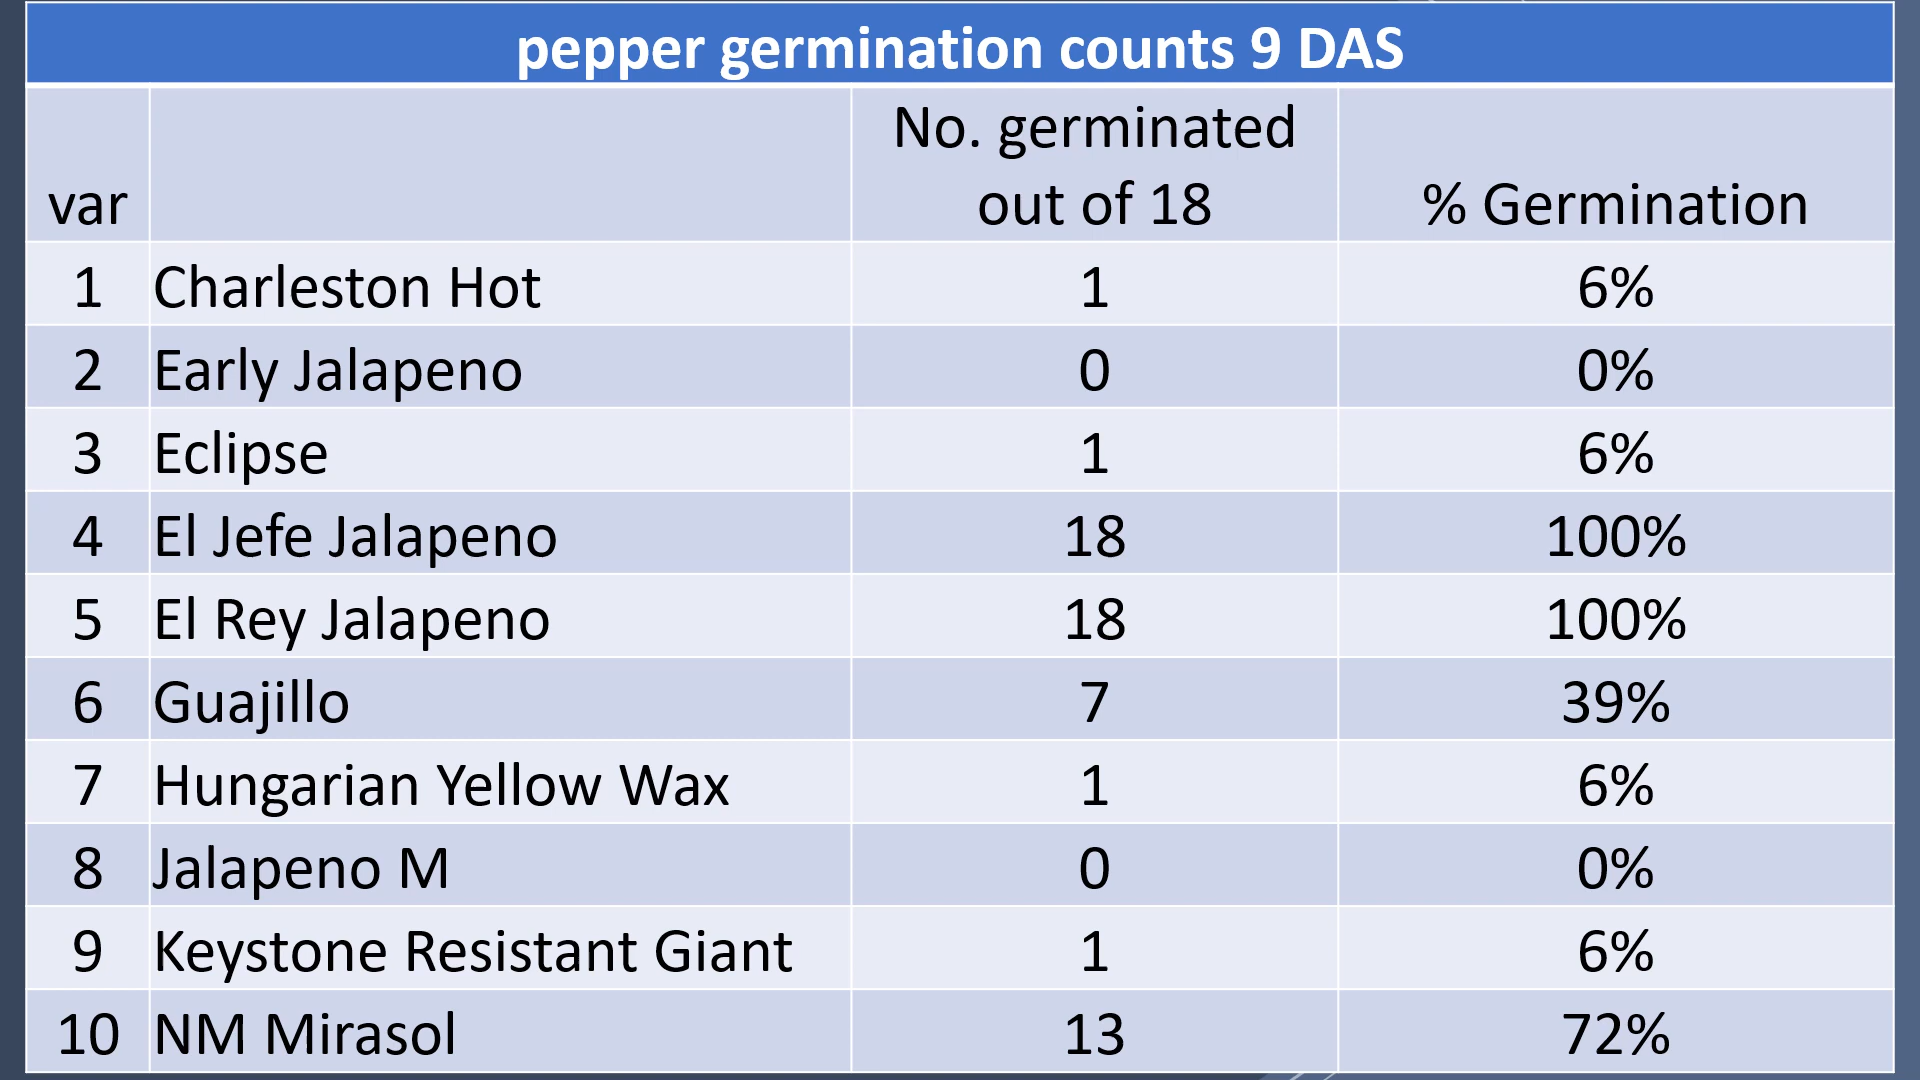 pepper germination counts 9 DAS
var No. germinated out of 18 % Germination
1 Charleston Hot 1 6%
2 Early Jalapeno 0 0%
3 Eclipse 1 6%
4 El Jefe Jalapeno 18 100%
5 El Rey Jalapeno 18 100%
6 Guajillo 7 39%
7 Hungarian Yellow Wax 1 6%
8 Jalapeno M 0 0%
9 Keystone Resistant Giant 1 6%
10 NM Mirasol 13 72%